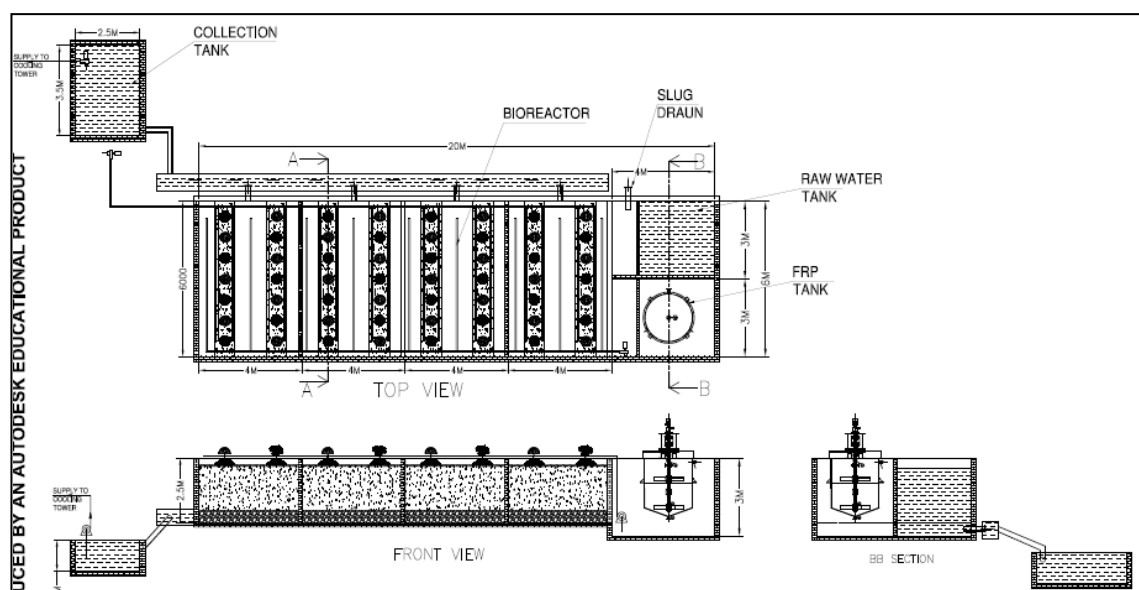 2.5M
COLLECTION
TANK
SUPPLY TO
COOLING
TOWER
3.5M
BIOREACTOR
SLUG
DRAUN
A
20M
B
4M
RAW WATER
TANK
6000
3M
6M
FRP
TANK
3M
4M
4M
4M
4M
A
TOP VIEW
B
UCED BY AN AUTODESK EDUCATIONAL PRODUCT
SUPPLY TO
COOLING
TOWER
2.5M
3M
FRONT VIEW
BB SECTION